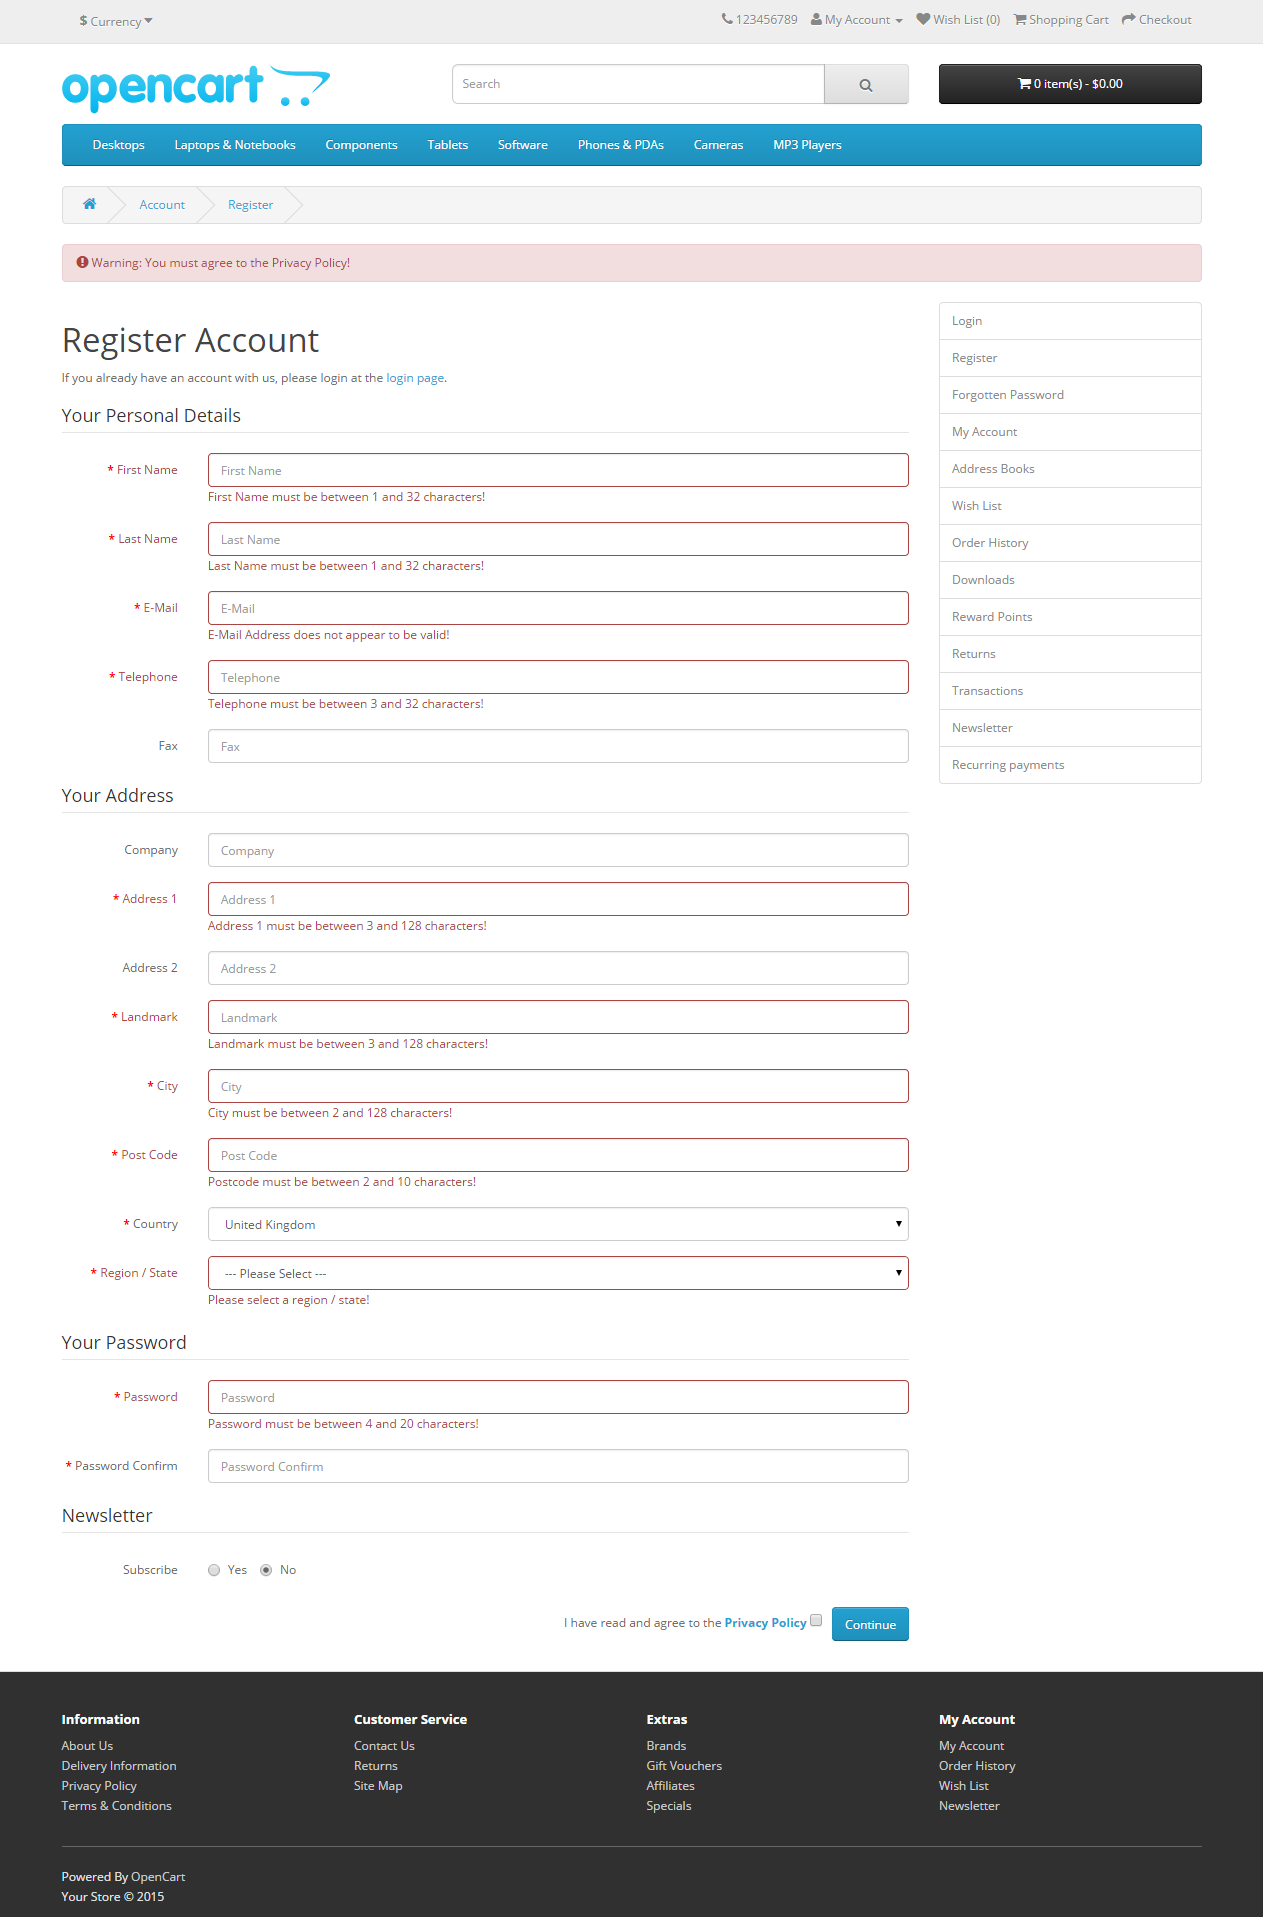 $ Currency
123456789 My Account Wish List (0) Shopping Cart Checkout
opencart
Search
0 item(s) - $0.00
Desktops Laptops & Notebooks Components Tablets Software Phones & PDAs Cameras MP3 Players
Account Register
Warning: You must agree to the Privacy Policy!
Register Account
If you already have an account with us, please login at the login page.
Your Personal Details
* First Name
First Name
First Name must be between 1 and 32 characters!
* Last Name
Last Name
Last Name must be between 1 and 32 characters!
* E-Mail
E-Mail
E-Mail Address does not appear to be valid!
* Telephone
Telephone
Telephone must be between 3 and 32 characters!
Fax
Fax
Your Address
Company
Company
* Address 1
Address 1
Address 1 must be between 3 and 128 characters!
Address 2
Address 2
* Landmark
Landmark
Landmark must be between 3 and 128 characters!
* City
City
City must be between 2 and 128 characters!
* Post Code
Post Code
Postcode must be between 2 and 10 characters!
* Country
United Kingdom
* Region / State
--- Please Select ---
Please select a region / state!
Your Password
* Password
Password
Password must be between 4 and 20 characters!
* Password Confirm
Password Confirm
Newsletter
Subscribe
Yes No
I have read and agree to the Privacy Policy
Continue
Login
Register
Forgotten Password
My Account
Address Books
Wish List
Order History
Downloads
Reward Points
Returns
Transactions
Newsletter
Recurring payments
Information
About Us
Delivery Information
Privacy Policy
Terms & Conditions
Customer Service
Contact Us
Returns
Site Map
Extras
Brands
Gift Vouchers
Affiliates
Specials
My Account
My Account
Order History
Wish List
Newsletter
Powered By OpenCart
Your Store © 2015